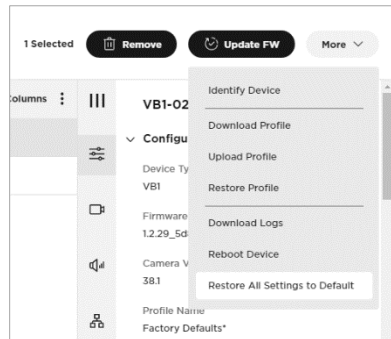 1 Selected
Remove
Update FW
More
Columns
VB1-02
Configu
Device Ty
VB1
Firmware
1.2.29_5d
Camera V
38.1
Profile Name
Factory Defaults*
Identify Device
Download Profile
Upload Profile
Restore Profile
Download Logs
Reboot Device
Restore All Settings to Default